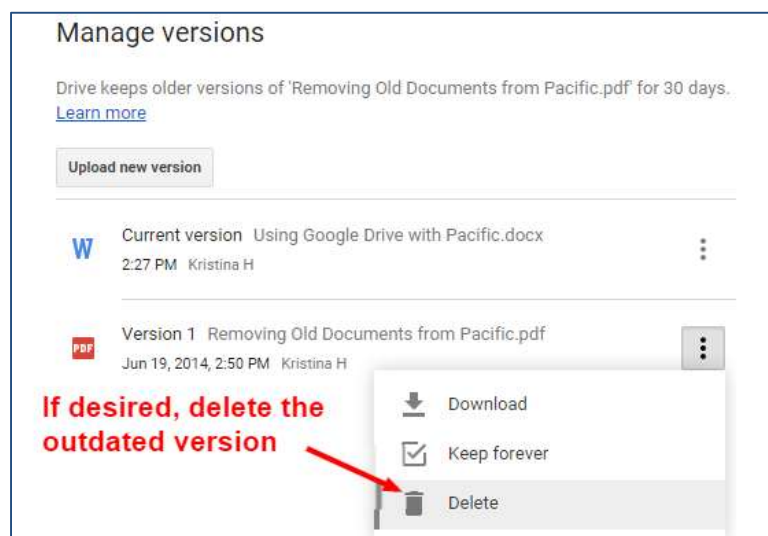 Manage versions
Drive keeps older versions of 'Removing Old Documents from Pacific.pdf' for 30 days.
Learn more
Upload new version
W Current version Using Google Drive with Pacific.docx
2:27 PM Kristina H
PDF Version 1 Removing Old Documents from Pacific.pdf
Jun 19, 2014, 2:50 PM Kristina H
If desired, delete the
outdated version
Download
Keep forever
Delete